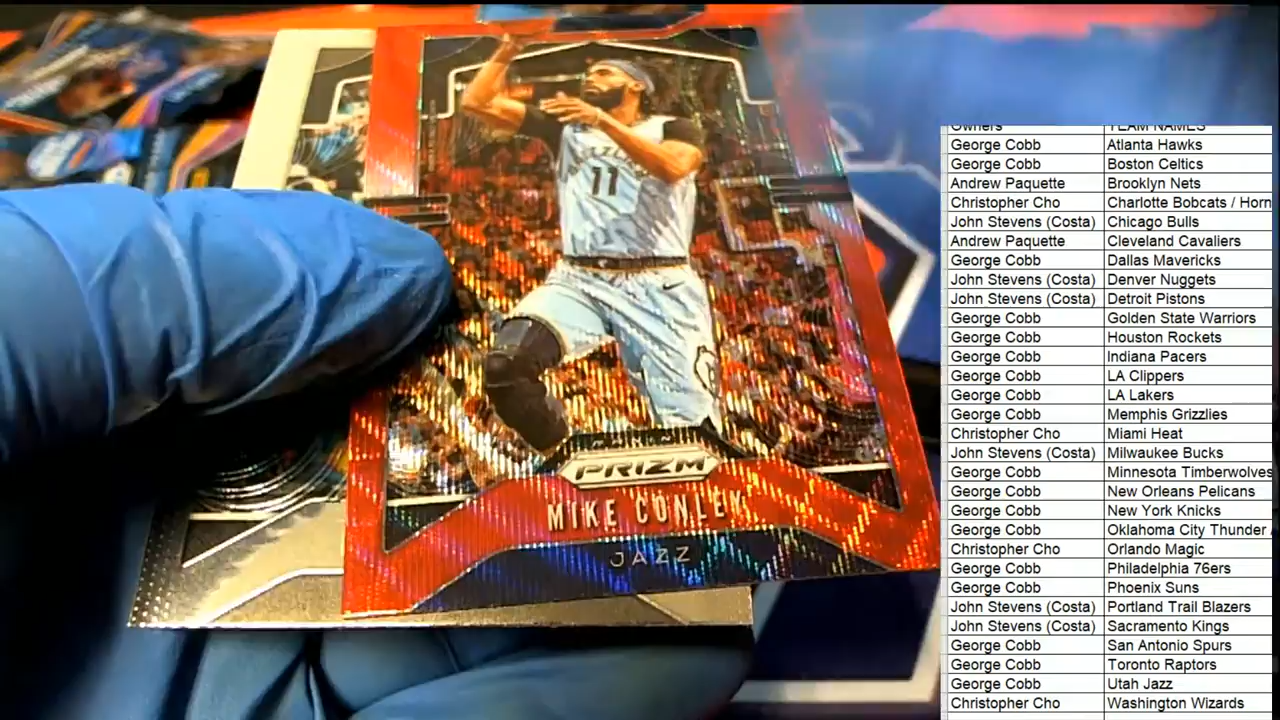 11
PRIZM
MIKE CONLEY
JAZZ
Owners TEAM NAMES
George Cobb Atlanta Hawks
George Cobb Boston Celtics
Andrew Paquette Brooklyn Nets
Christopher Cho Charlotte Bobcats / Horn
John Stevens (Costa) Chicago Bulls
Andrew Paquette Cleveland Cavaliers
George Cobb Dallas Mavericks
John Stevens (Costa) Denver Nuggets
John Stevens (Costa) Detroit Pistons
George Cobb Golden State Warriors
George Cobb Houston Rockets
George Cobb Indiana Pacers
George Cobb LA Clippers
George Cobb LA Lakers
George Cobb Memphis Grizzlies
Christopher Cho Miami Heat
John Stevens (Costa) Milwaukee Bucks
George Cobb Minnesota Timberwolves
George Cobb New Orleans Pelicans
George Cobb New York Knicks
George Cobb Oklahoma City Thunder
Christopher Cho Orlando Magic
George Cobb Philadelphia 76ers
George Cobb Phoenix Suns
John Stevens (Costa) Portland Trail Blazers
John Stevens (Costa) Sacramento Kings
George Cobb San Antonio Spurs
George Cobb Toronto Raptors
George Cobb Utah Jazz
Christopher Cho Washington Wizards